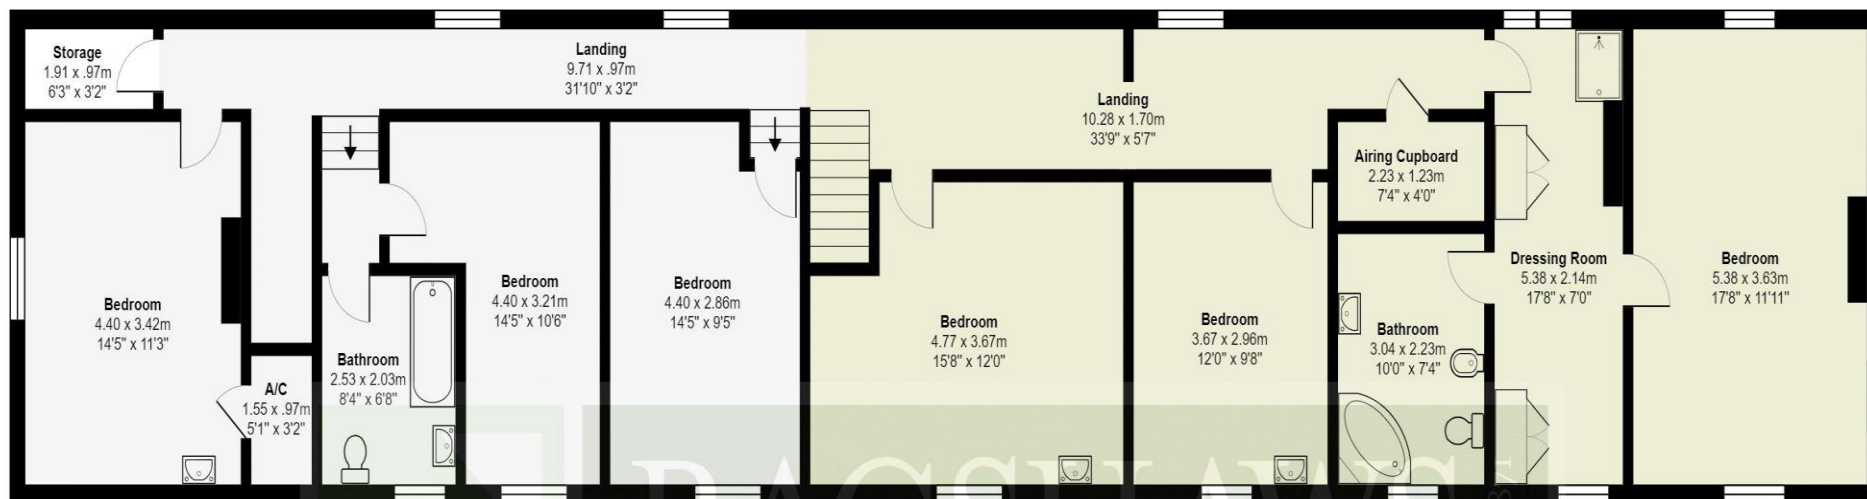 Storage
1.91 x .97m
6'3" x 3'2"
Landing
9.71 x .97m
31'10" x 3'2"
Landing
10.28 x 1.70m
33'9" x 5'7"
Airing Cupboard
2.23 x 1.23m
7'4" x 4'0"
Bedroom
4.40 x 3.42m
14'5" x 11'3"
A/C
1.55 x .97m
5'1" x 3'2"
Bathroom
2.53 x 2.03m
8'4" x 6'8"
Bedroom
4.40 x 3.21m
14'5" x 10'6"
Bedroom
4.40 x 2.86m
14'5" x 9'5"
Bedroom
4.77 x 3.67m
15'8" x 12'0"
Bedroom
3.67 x 2.96m
12'0" x 9'8"
Bathroom
3.04 x 2.23m
10'0" x 7'4"
Dressing Room
5.38 x 2.14m
17'8" x 7'0"
Bedroom
5.38 x 3.63m
17'8" x 11'11"
BAGSHAWS